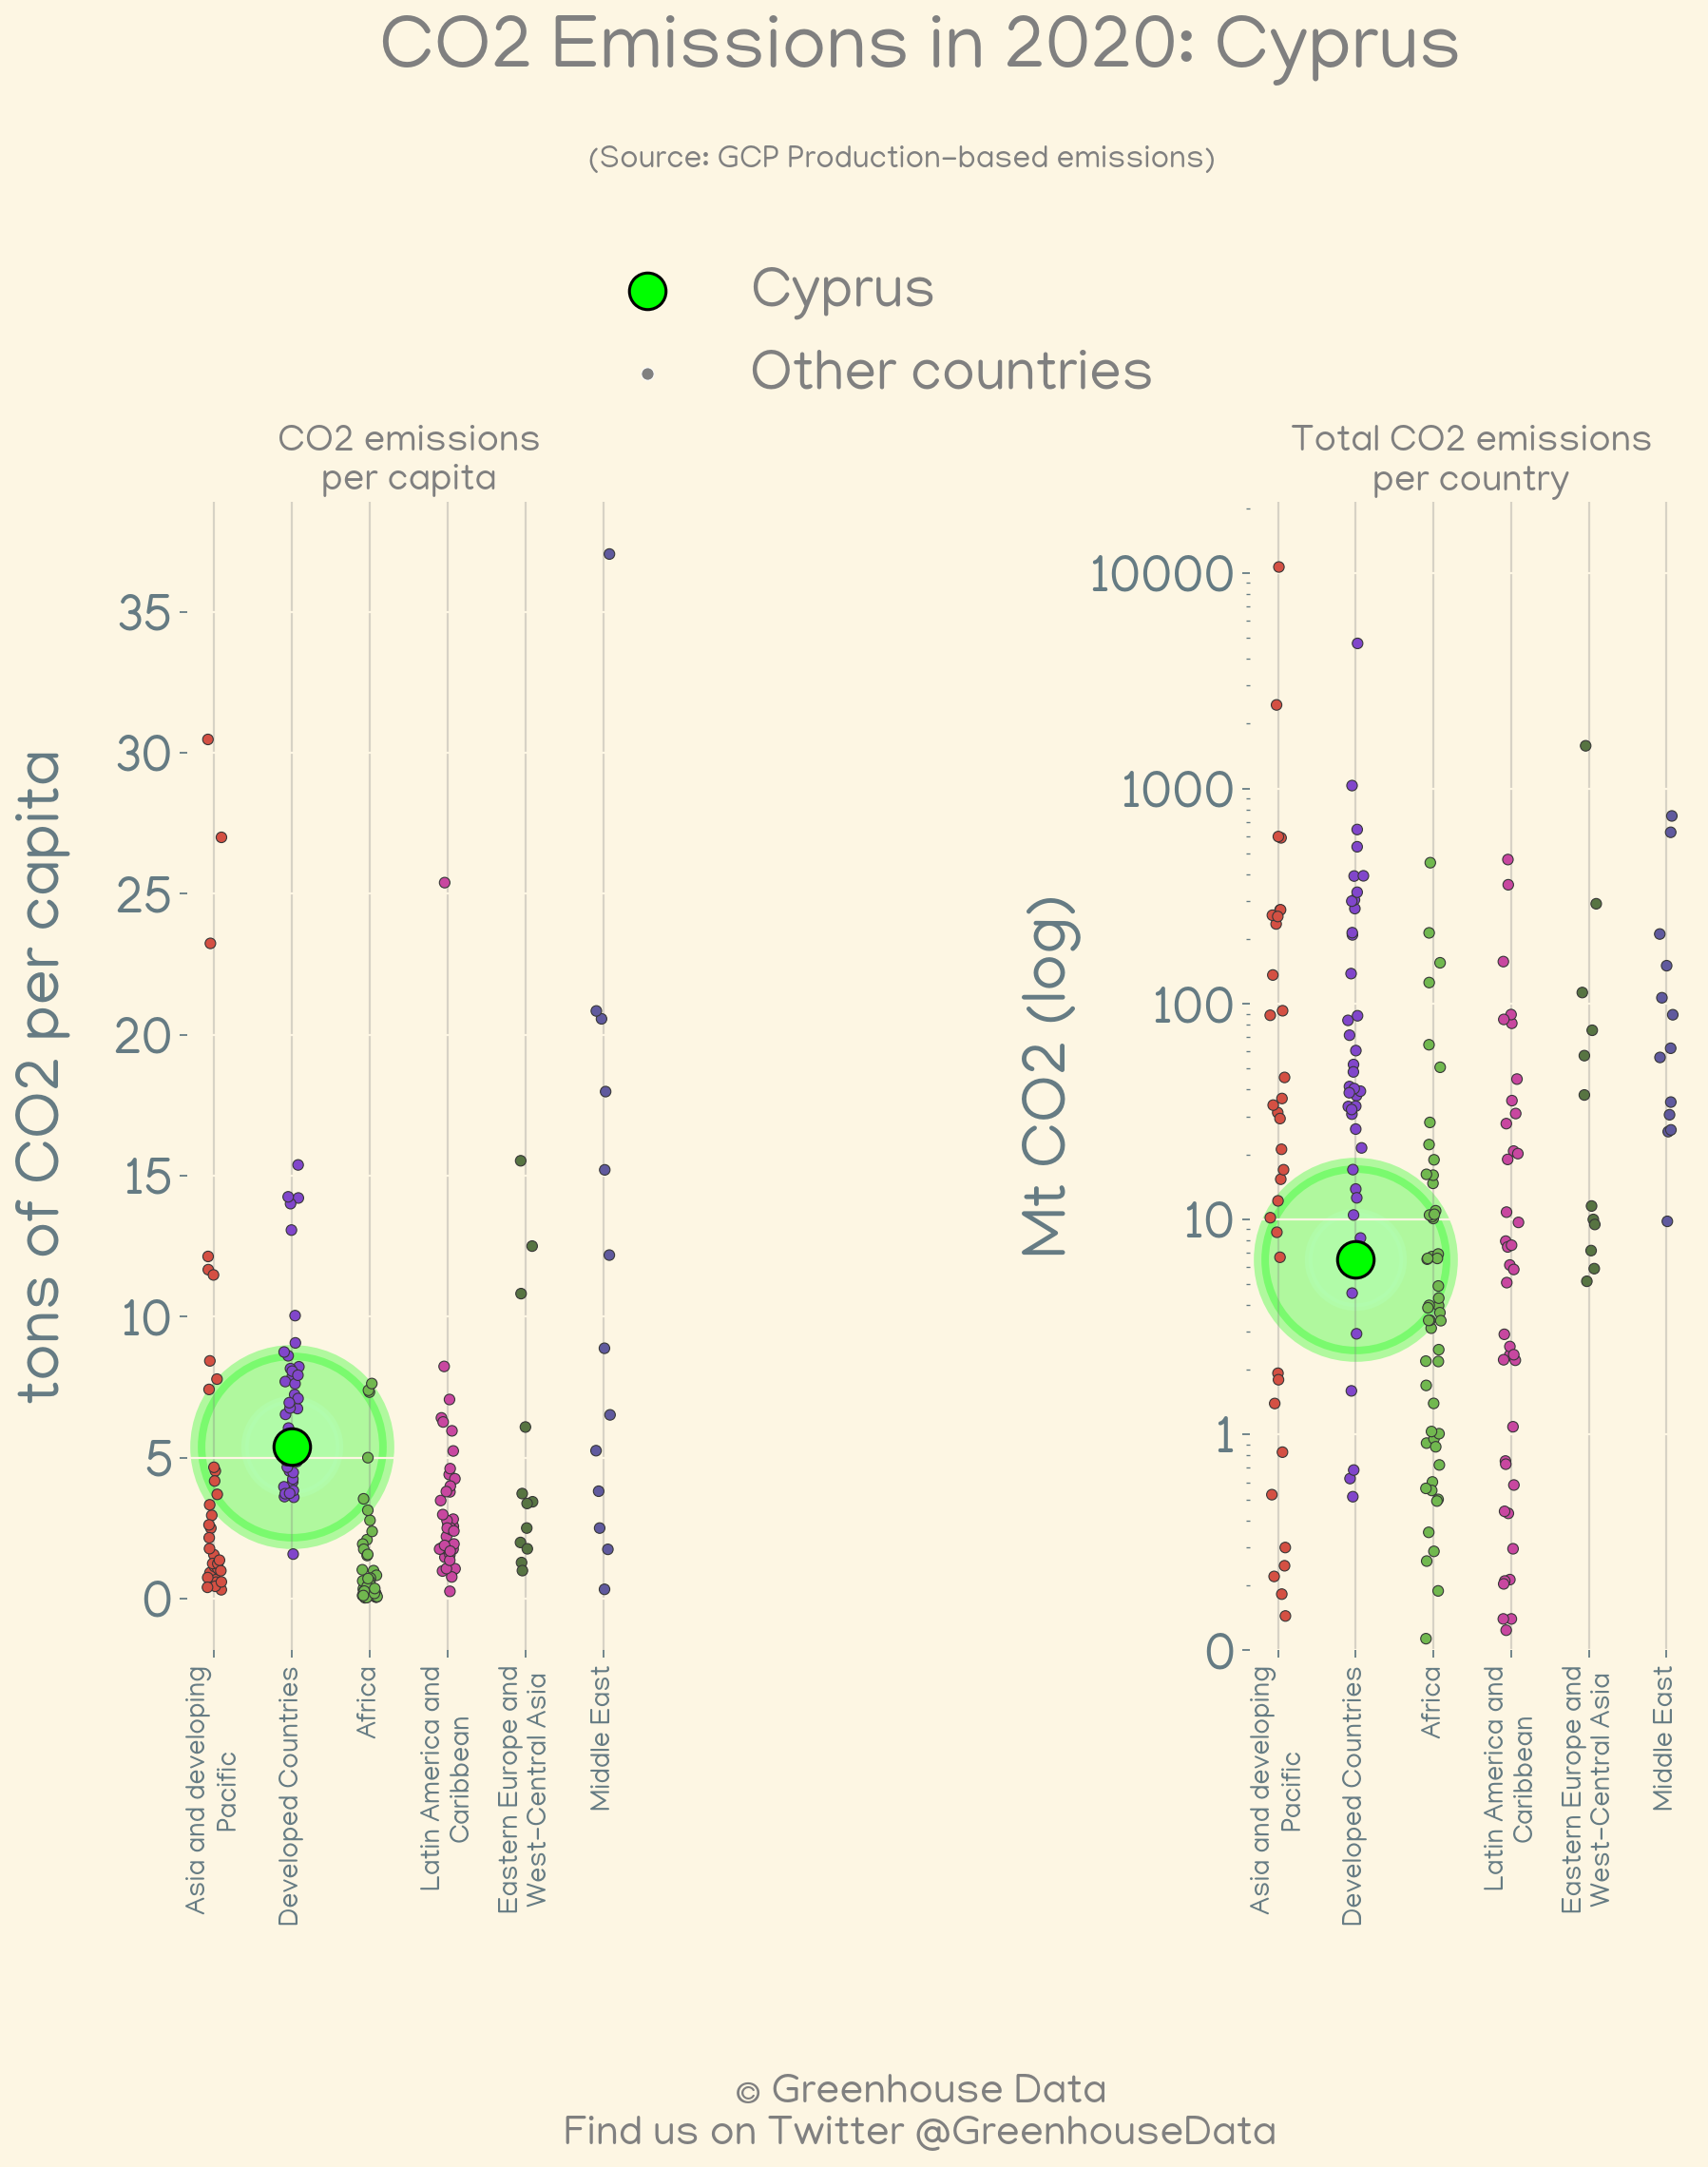 CO2 Emissions in 2020: Cyprus
(Source: GCP Production-based emissions)
Cyprus
Other countries
CO2 emissions
per capita
tons of CO2 per capita
35
30
25
20
15
10
5
0
Asia and developing
Pacific
Developed Countries
Africa
Latin America and
Caribbean
Eastern Europe and
West-Central Asia
Middle East
Total CO2 emissions
per country
Mt CO2 (log)
10000
1000
100
10
1
0
Asia and developing
Pacific
Developed Countries
Africa
Latin America and
Caribbean
Eastern Europe and
West-Central Asia
Middle East
© Greenhouse Data
Find us on Twitter @GreenhouseData